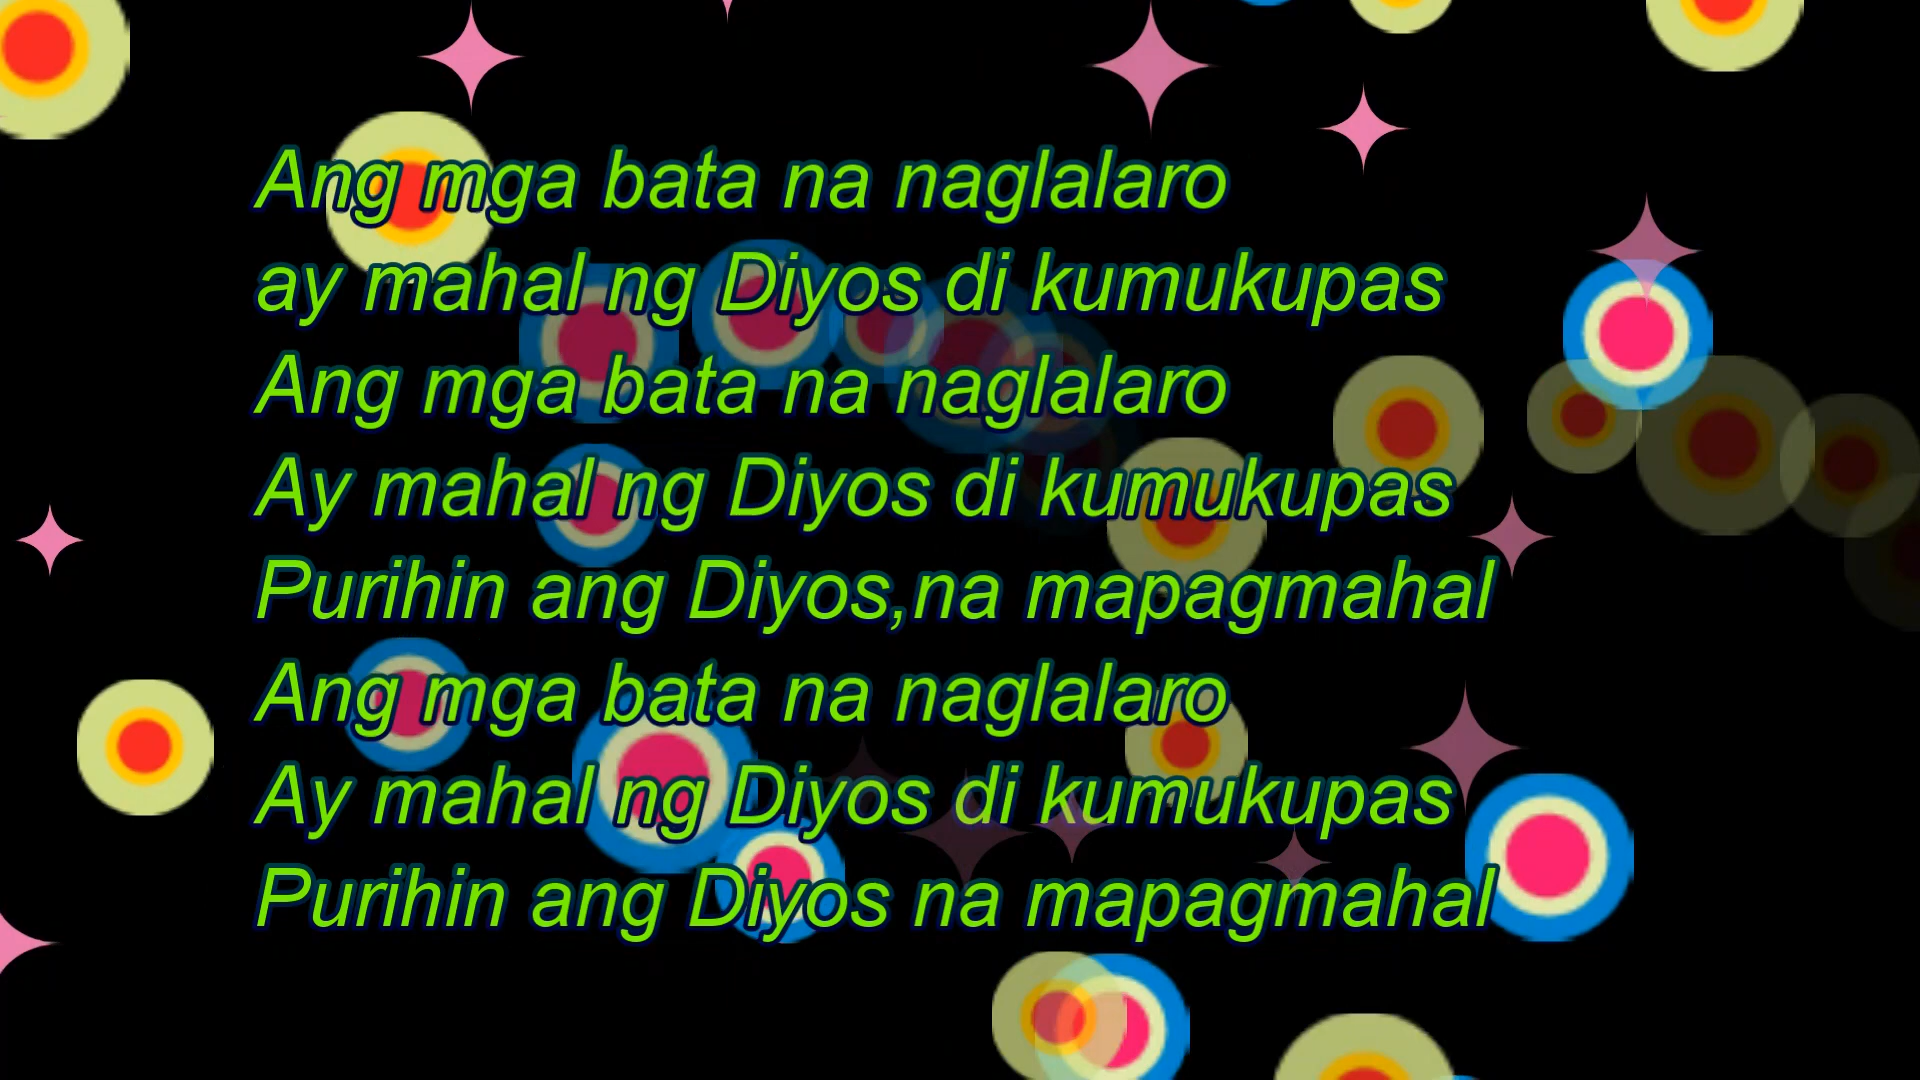 Ang mga bata na naglalaro
ay mahal ng Diyos di kumukupas
Ang mga bata na naglalaro
Ay mahal ng Diyos di kumukupas
Purihin ang Diyos,na mapagmahal
Ang mga bata na naglalaro
Ay mahal ng Diyos di kumukupas
Purihin ang Diyos na mapagmahal